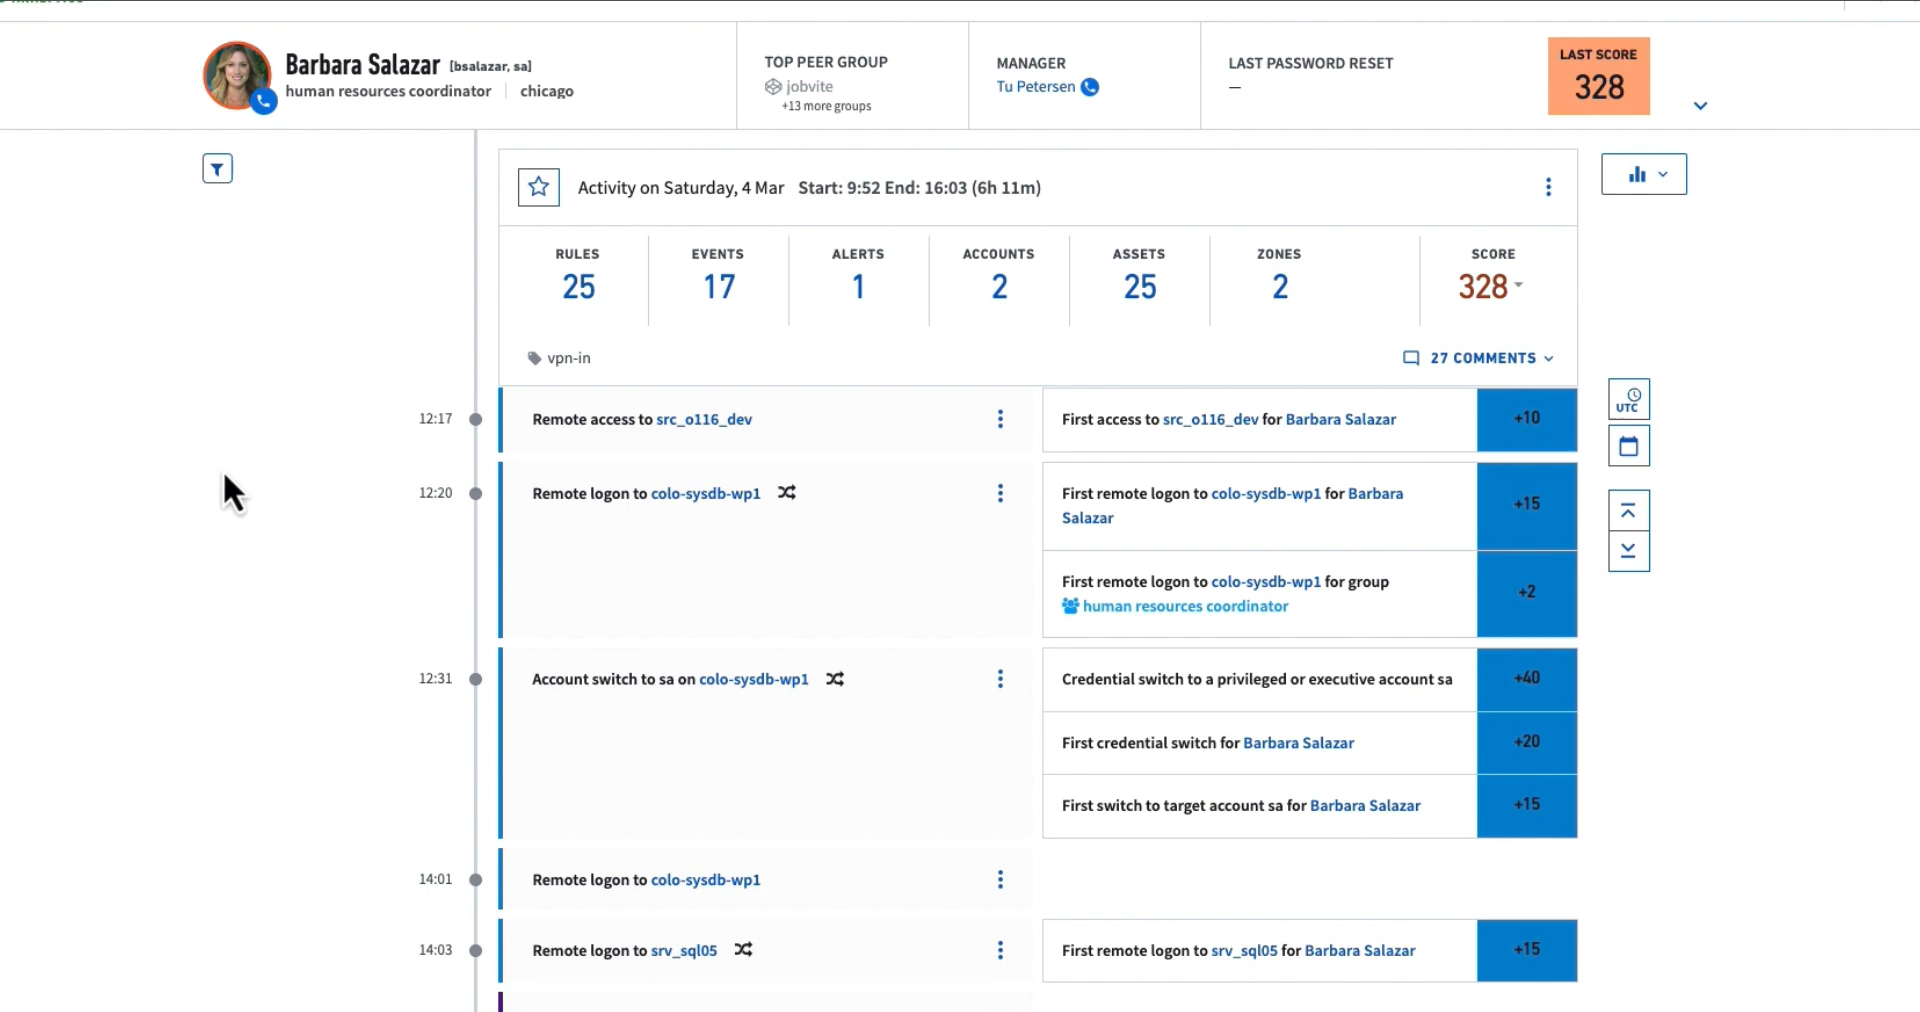 Barbara Salazar [bsalazar, sa]
human resources coordinator chicago
TOP PEER GROUP
jobvite
+13 more groups
MANAGER
Tu Petersen
LAST PASSWORD RESET
—
LAST SCORE
328
Activity on Saturday, 4 Mar Start: 9:52 End: 16:03 (6h 11m)
RULES
25
EVENTS
17
ALERTS
1
ACCOUNTS
2
ASSETS
25
ZONES
2
SCORE
328
vpn-in
27 COMMENTS
UTC
12:17 Remote access to src_o116_dev
First access to src_o116_dev for Barbara Salazar +10
12:20 Remote logon to colo-sysdb-wp1
First remote logon to colo-sysdb-wp1 for Barbara
Salazar
+15
First remote logon to colo-sysdb-wp1 for group
human resources coordinator
+2
12:31 Account switch to sa on colo-sysdb-wp1
Credential switch to a privileged or executive account sa +40
First credential switch for Barbara Salazar +20
First switch to target account sa for Barbara Salazar +15
14:01 Remote logon to colo-sysdb-wp1
14:03 Remote logon to srv_sql05
First remote logon to srv_sql05 for Barbara Salazar +15